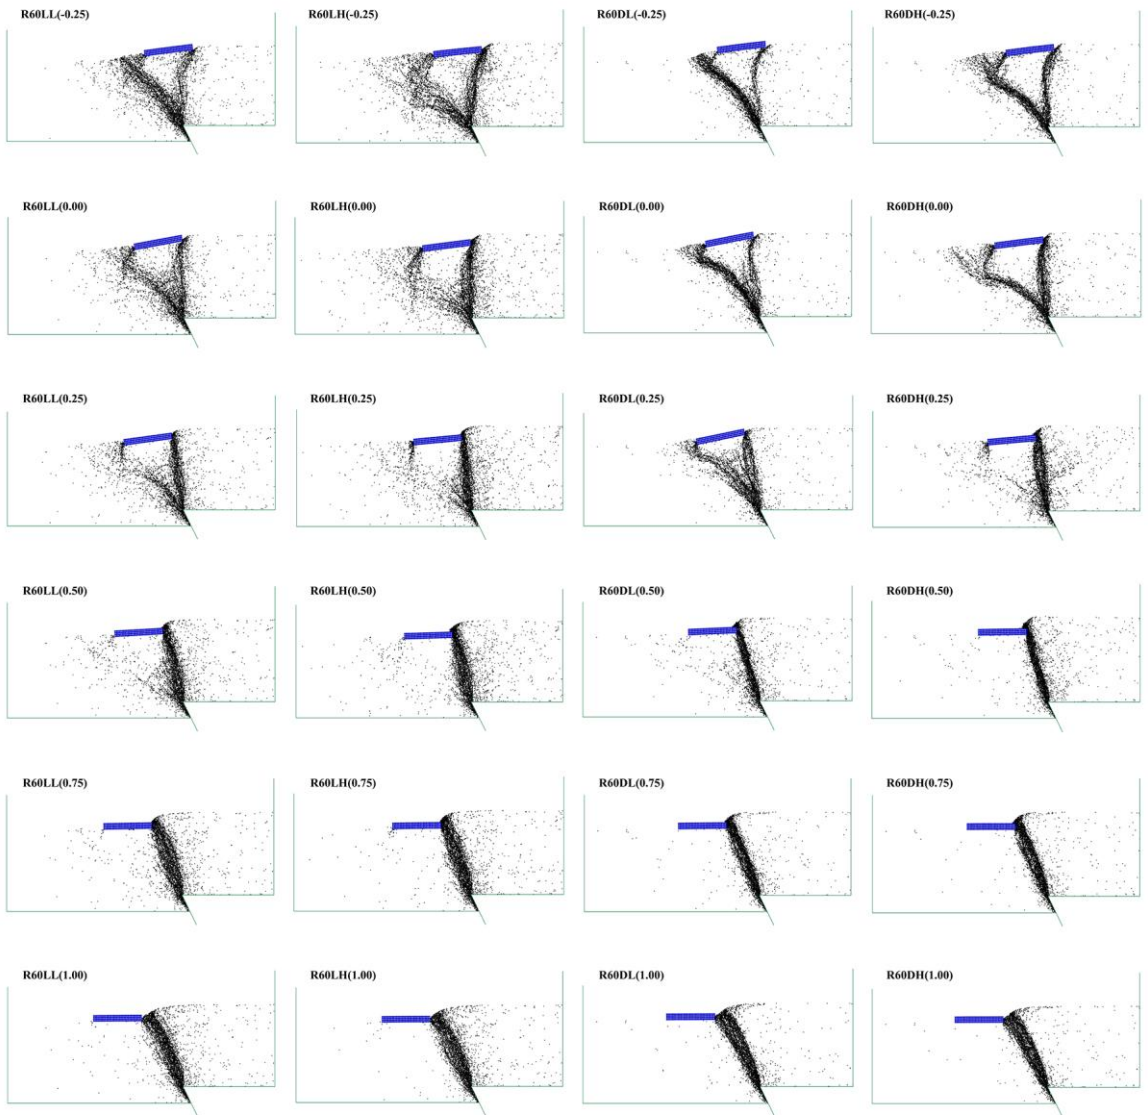 R60LL(-0.25) R60LH(-0.25) R60DL(-0.25) R60DH(-0.25)
R60LL(0.00) R60LH(0.00) R60DL(0.00) R60DH(0.00)
R60LL(0.25) R60LH(0.25) R60DL(0.25) R60DH(0.25)
R60LL(0.50) R60LH(0.50) R60DL(0.50) R60DH(0.50)
R60LL(0.75) R60LH(0.75) R60DL(0.75) R60DH(0.75)
R60LL(1.00) R60LH(1.00) R60DL(1.00) R60DH(1.00)